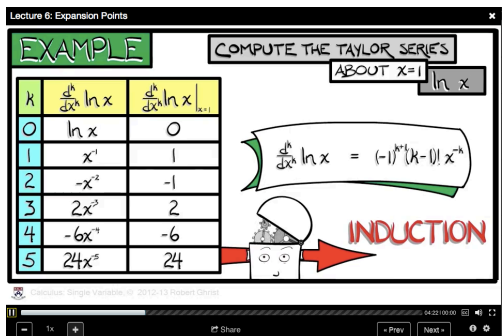 Lecture 6: Expansion Points
EXAMPLE
COMPUTE THE TAYLOR SERIES
ABOUT X=1
ln x
k d^k/dx^k ln x d^k/dx^k ln x|x=1
0 ln x 0
1 x⁻¹ 1
2 -x⁻² -1
3 2x⁻³ 2
4 -6x⁻⁴ -6
5 24x⁻⁵ 24
d^k/dx^k ln x = (-1)^(k+1) (k-1)! x^-k
INDUCTION
Calculus: Single Variable © 2012-13 Robert Ghrist
04:22 | 00:00
1x
Share
« Prev
Next »